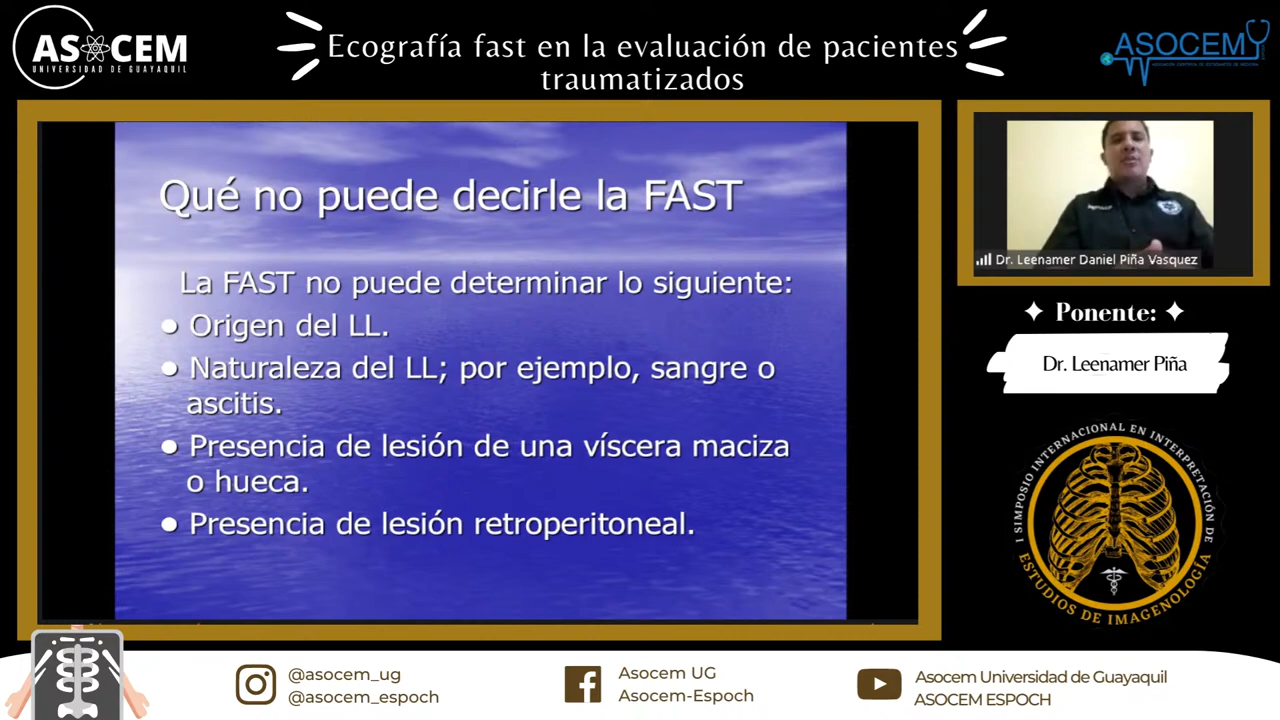 ASOCEM
UNIVERSIDAD DE GUAYAQUIL
Ecografía fast en la evaluación de pacientes
traumatizados
ASOCEM
Qué no puede decirle la FAST
La FAST no puede determinar lo siguiente:
● Origen del LL.
● Naturaleza del LL; por ejemplo, sangre o
ascitis.
● Presencia de lesión de una víscera maciza
o hueca.
● Presencia de lesión retroperitoneal.
Dr. Leenamer Daniel Piña Vasquez
Ponente:
Dr. Leenamer Piña
I SIMPOSIO INTERNACIONAL EN INTERPRETACIÓN DE
ESTUDIOS DE IMAGENOLOGÍA
@asocem_ug
@asocem_espoch
Asocem UG
Asocem-Espoch
Asocem Universidad de Guayaquil
ASOCEM ESPOCH